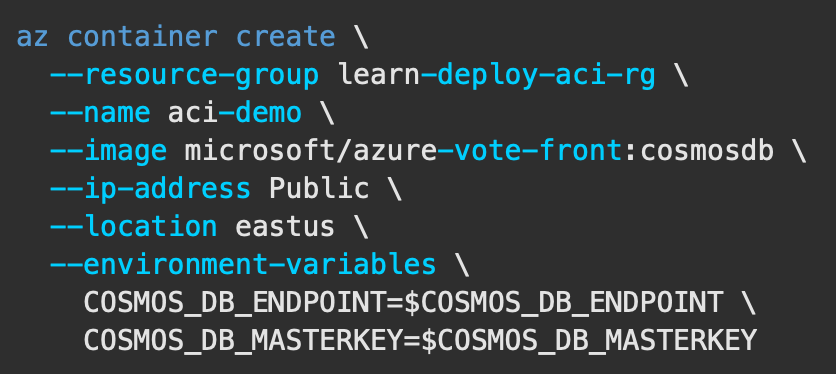 az container create \
  --resource-group learn-deploy-aci-rg \
  --name aci-demo \
  --image microsoft/azure-vote-front:cosmosdb \
  --ip-address Public \
  --location eastus \
  --environment-variables \
    COSMOS_DB_ENDPOINT=$COSMOS_DB_ENDPOINT \
    COSMOS_DB_MASTERKEY=$COSMOS_DB_MASTERKEY